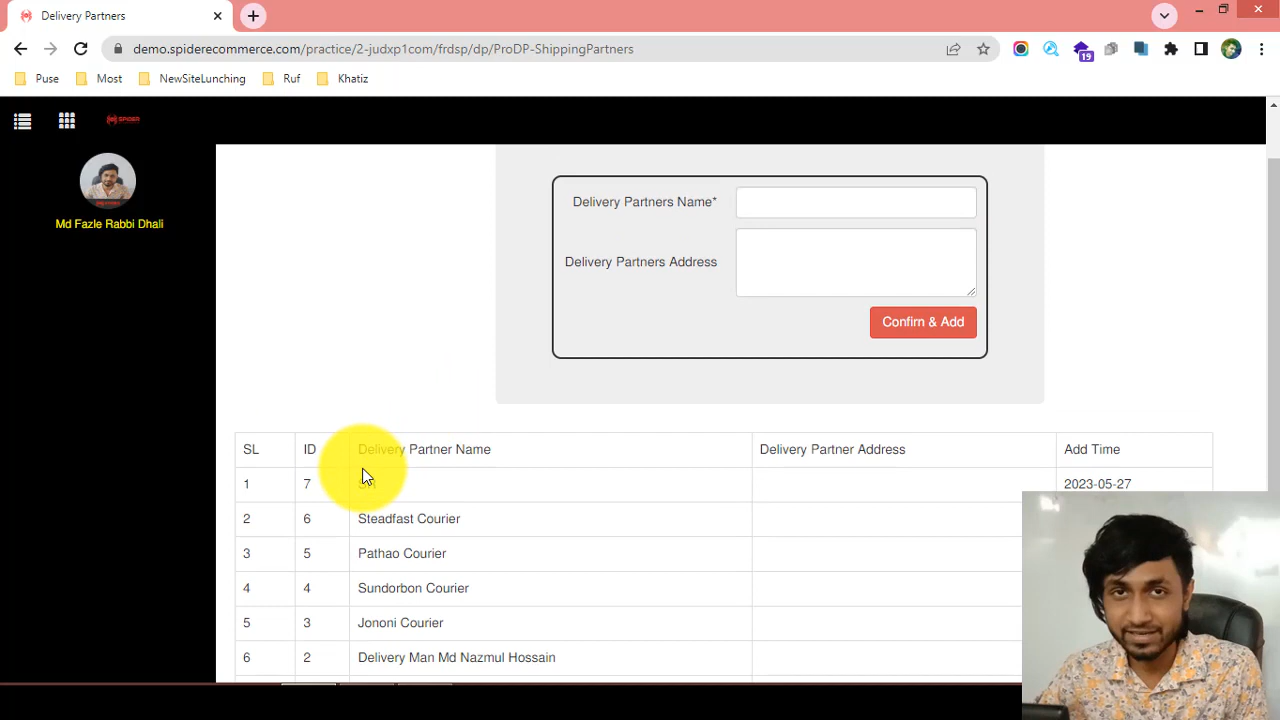 Delivery Partners
demo.spiderecommerce.com/practice/2-judxp1com/frdsp/dp/ProDP-ShippingPartners
19
Puse Most NewSiteLunching Ruf Khatiz
SPIDER
Md Fazle Rabbi Dhali
Delivery Partners Name*
Delivery Partners Address
Confirn & Add
SL ID Delivery Partner Name Delivery Partner Address Add Time
1 7 2023-05-27
2 6 Steadfast Courier
3 5 Pathao Courier
4 4 Sundorbon Courier
5 3 Jononi Courier
6 2 Delivery Man Md Nazmul Hossain